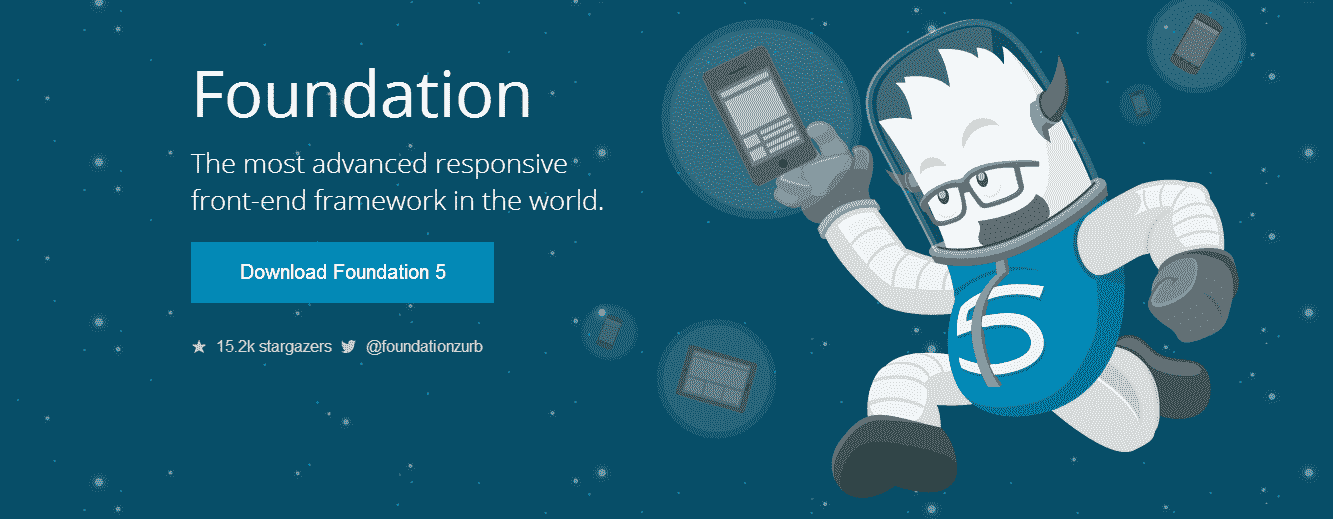 Foundation
The most advanced responsive
front-end framework in the world.
Download Foundation 5
15.2k stargazers @foundationzurb
5